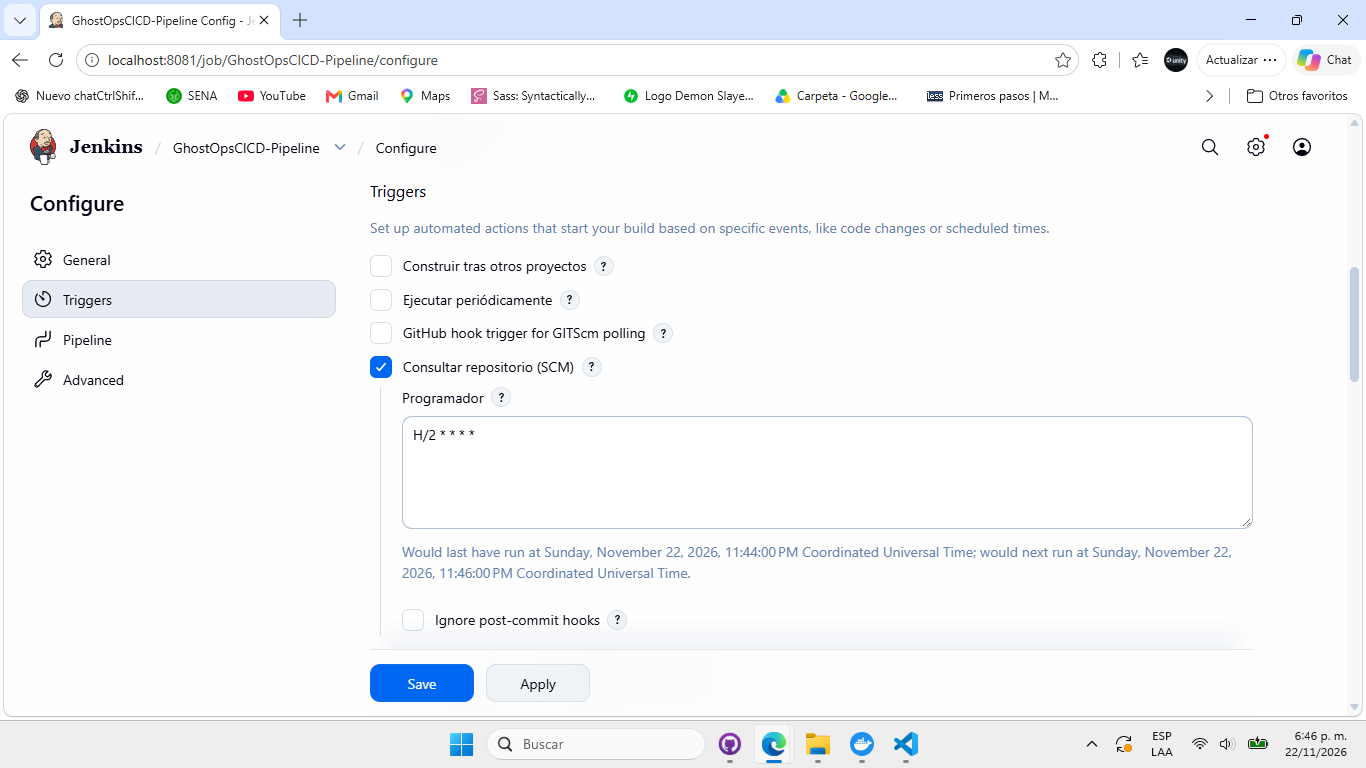 GhostOpsCICD-Pipeline Config - Je
localhost:8081/job/GhostOpsCICD-Pipeline/configure
unity
Actualizar
Chat
Nuevo chatCtrlShif...
SENA
YouTube
Gmail
Maps
Sass: Syntactically...
Logo Demon Slaye...
Carpeta - Google...
Primeros pasos | M...
Otros favoritos
Jenkins / GhostOpsCICD-Pipeline / Configure
Configure
General
Triggers
Pipeline
Advanced
Triggers
Set up automated actions that start your build based on specific events, like code changes or scheduled times.
Construir tras otros proyectos ?
Ejecutar periódicamente ?
GitHub hook trigger for GITScm polling ?
Consultar repositorio (SCM) ?
Programador ?
H/2 * * * *
Would last have run at Sunday, November 22, 2026, 11:44:00 PM Coordinated Universal Time; would next run at Sunday, November 22,
2026, 11:46:00 PM Coordinated Universal Time.
Ignore post-commit hooks ?
Save
Apply
Buscar
ESP
LAA
6:46 p. m.
22/11/2026